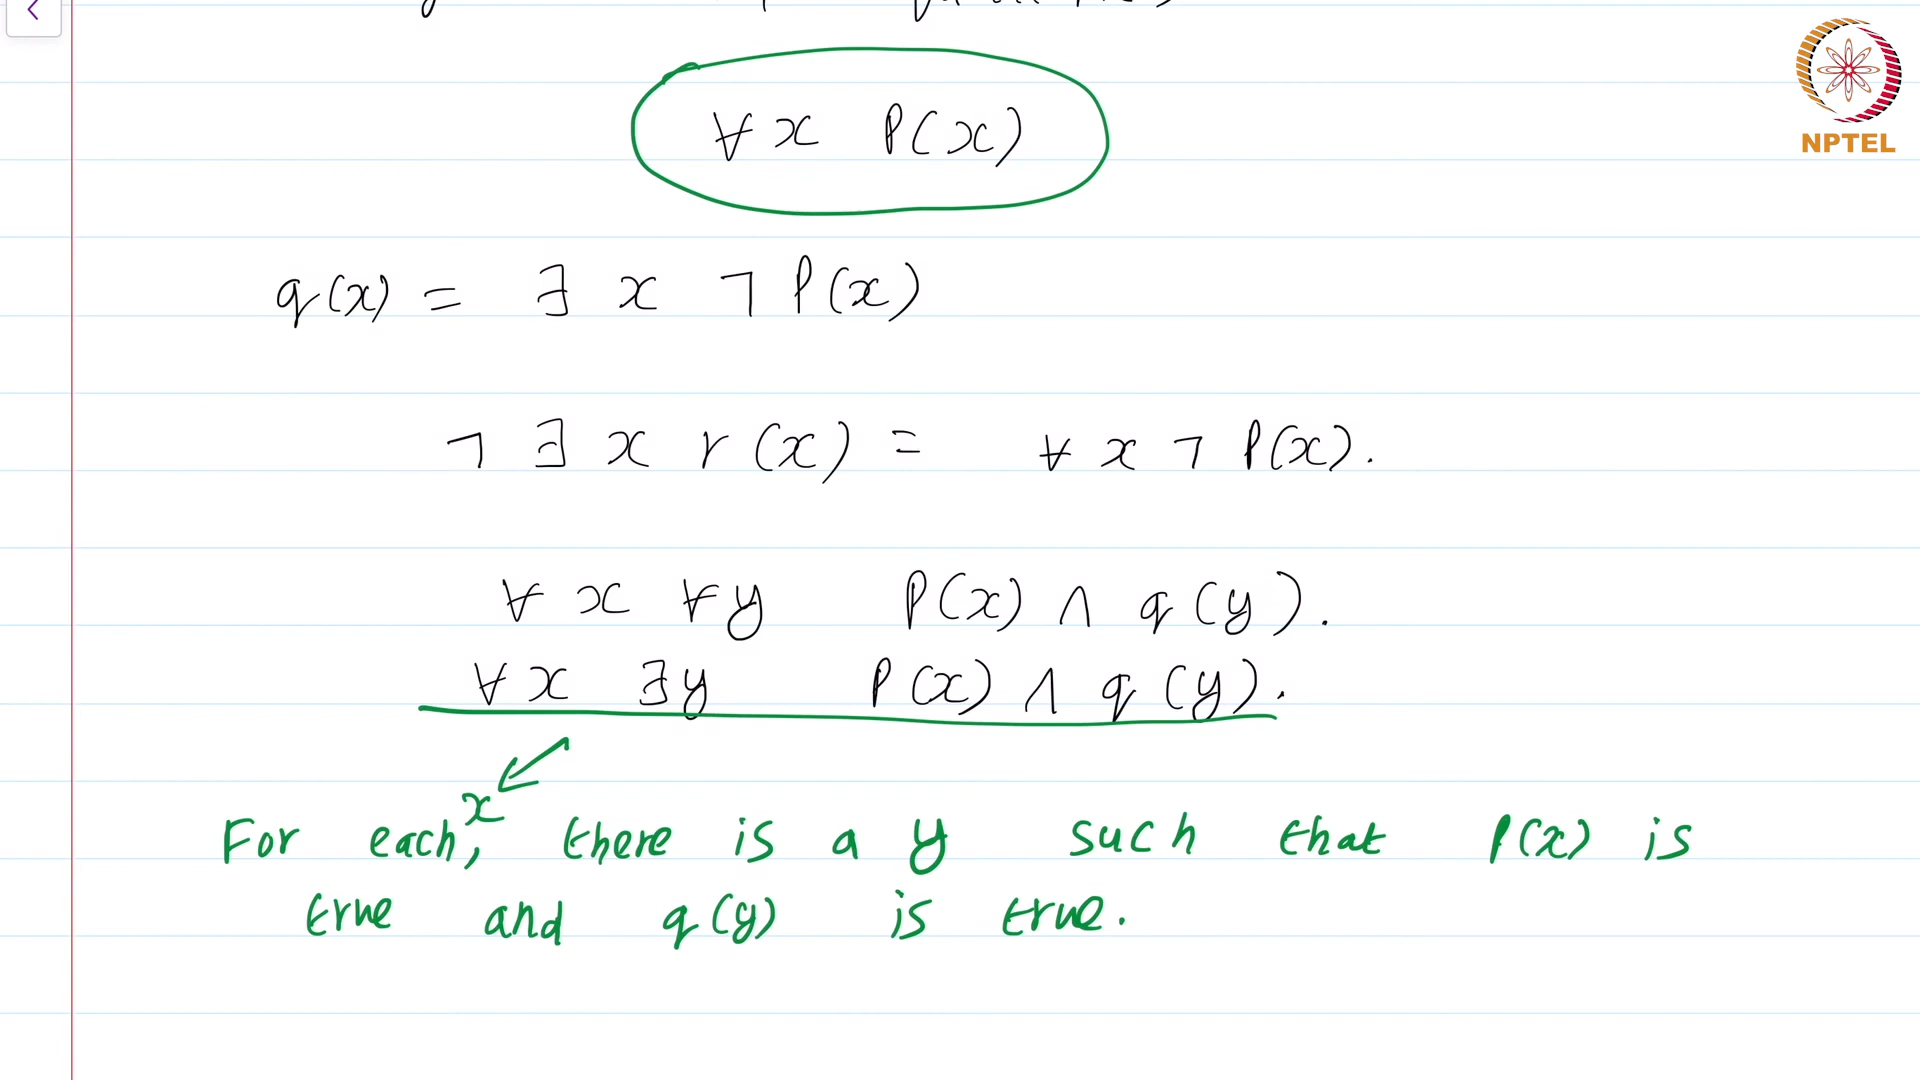 ∀ x P(x)
NPTEL
q(x) = ∃ x ¬ P(x)
¬ ∃ x r(x) = ∀ x ¬ P(x).
∀ x ∀ y P(x) ∧ q(y).
∀ x ∃ y P(x) ∧ q(y).
For each x, there is a y such that P(x) is
true and q(y) is true.